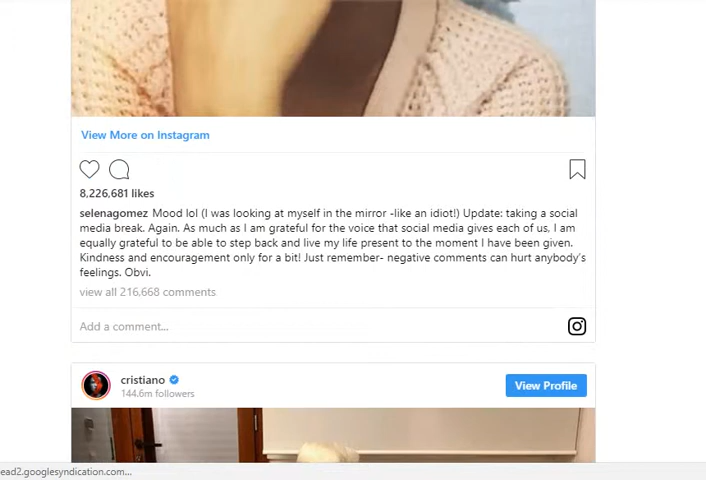 View More on Instagram
8,226,681 likes
selenagomez Mood lol (I was looking at myself in the mirror -like an idiot!) Update: taking a social
media break. Again. As much as I am grateful for the voice that social media gives each of us, I am
equally grateful to be able to step back and live my life present to the moment I have been given.
Kindness and encouragement only for a bit! Just remember- negative comments can hurt anybody's
feelings. Obvi.
view all 216,668 comments
Add a comment...
cristiano
144.6m followers
View Profile
ead2.googlesyndication.com...